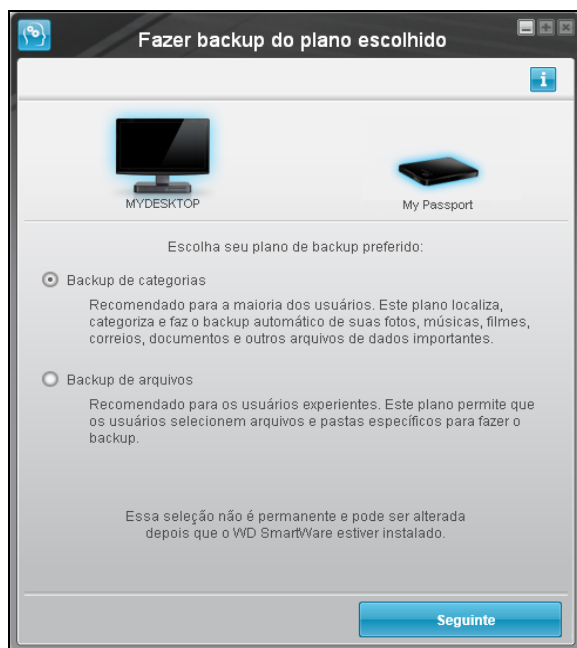 Fazer backup do plano escolhido
MYDESKTOP
My Passport
Escolha seu plano de backup preferido:
Backup de categorias
Recomendado para a maioria dos usuários. Este plano localiza,
categoriza e faz o backup automático de suas fotos, músicas, filmes,
correios, documentos e outros arquivos de dados importantes.
Backup de arquivos
Recomendado para os usuários experientes. Este plano permite que
os usuários selecionem arquivos e pastas específicos para fazer o
backup.
Essa seleção não é permanente e pode ser alterada
depois que o WD SmartWare estiver instalado.
Seguinte